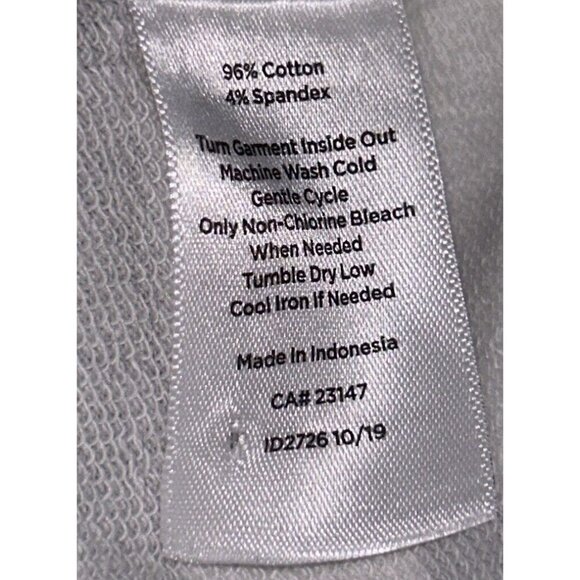 96% Cotton
4% Spandex
Turn Garment Inside Out
Machine Wash Cold
Gentle Cycle
Only Non-Chlorine Bleach
When Needed
Tumble Dry Low
Cool Iron If Needed
Made In Indonesia
CA# 23147
ID2726 10/19